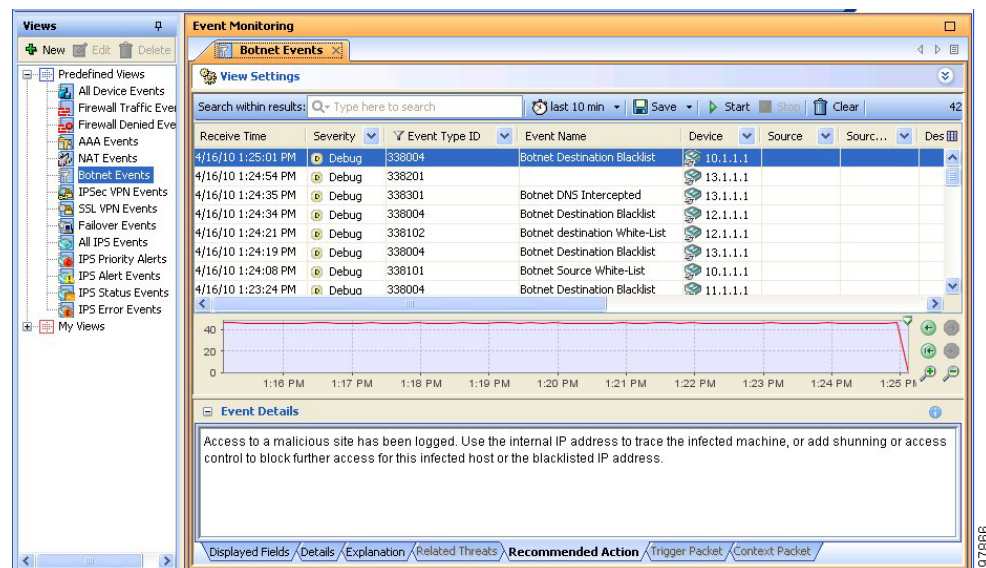 Views
New Edit Delete
Predefined Views
All Device Events
Firewall Traffic Eve
Firewall Denied Eve
AAA Events
NAT Events
Botnet Events
IPSec VPN Events
SSL VPN Events
Failover Events
All IPS Events
IPS Priority Alerts
IPS Alert Events
IPS Status Events
IPS Error Events
My Views
Event Monitoring
Botnet Events
View Settings
Search within results: Type here to search last 10 min Save Start Stop Clear 42
Receive Time Severity Event Type ID Event Name Device Source Sourc... Des
4/16/10 1:25:01 PM Debug 338004 Botnet Destination Blacklist 10.1.1.1
4/16/10 1:24:54 PM Debug 338201 13.1.1.1
4/16/10 1:24:35 PM Debug 338301 Botnet DNS Intercepted 13.1.1.1
4/16/10 1:24:34 PM Debug 338004 Botnet Destination Blacklist 12.1.1.1
4/16/10 1:24:21 PM Debug 338102 Botnet destination White-List 12.1.1.1
4/16/10 1:24:19 PM Debug 338004 Botnet Destination Blacklist 13.1.1.1
4/16/10 1:24:08 PM Debug 338101 Botnet Source White-List 10.1.1.1
4/16/10 1:23:24 PM Debug 338004 Botnet Destination Blacklist 11.1.1.1
40
20
0
1:16 PM 1:17 PM 1:18 PM 1:19 PM 1:20 PM 1:21 PM 1:22 PM 1:23 PM 1:24 PM 1:25 PM
Event Details
Access to a malicious site has been logged. Use the internal IP address to trace the infected machine, or add shunning or access
control to block further access for this infected host or the blacklisted IP address.
Displayed Fields Details Explanation Related Threats Recommended Action Trigger Packet Context Packet
97866